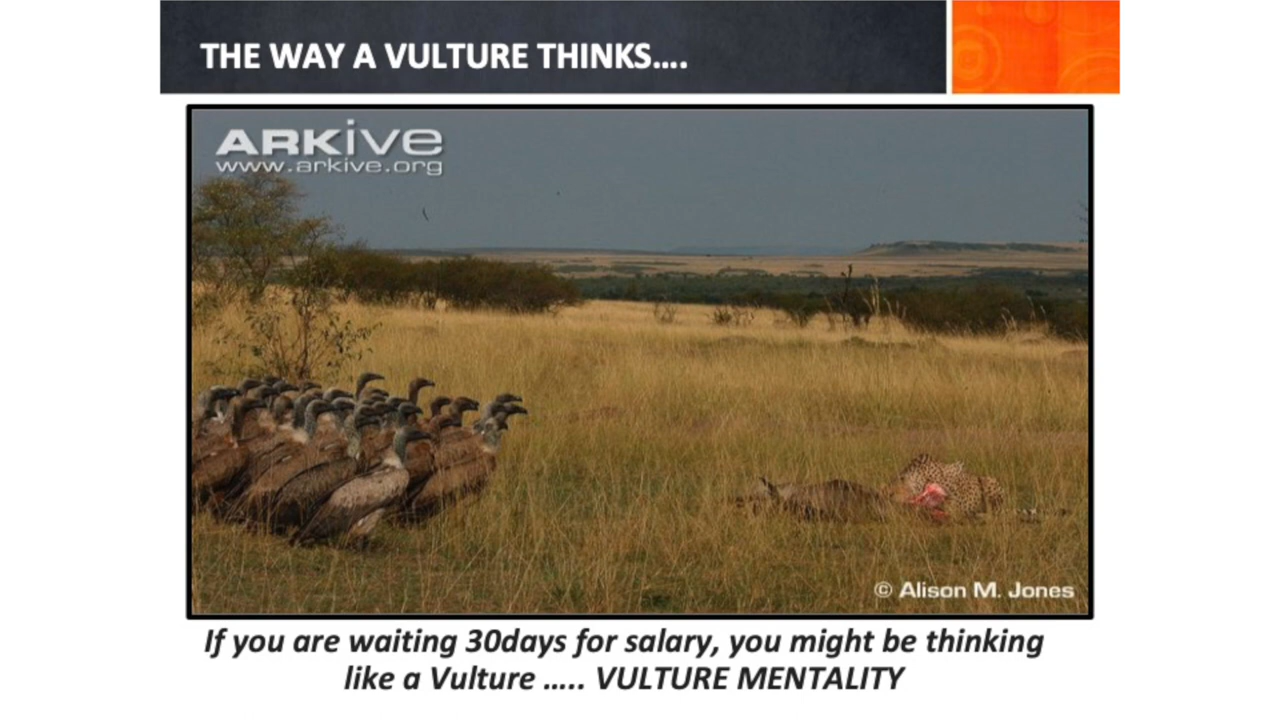 THE WAY A VULTURE THINKS....
ARKive
www.arkive.org
© Alison M. Jones
If you are waiting 30days for salary, you might be thinking
like a Vulture ..... VULTURE MENTALITY